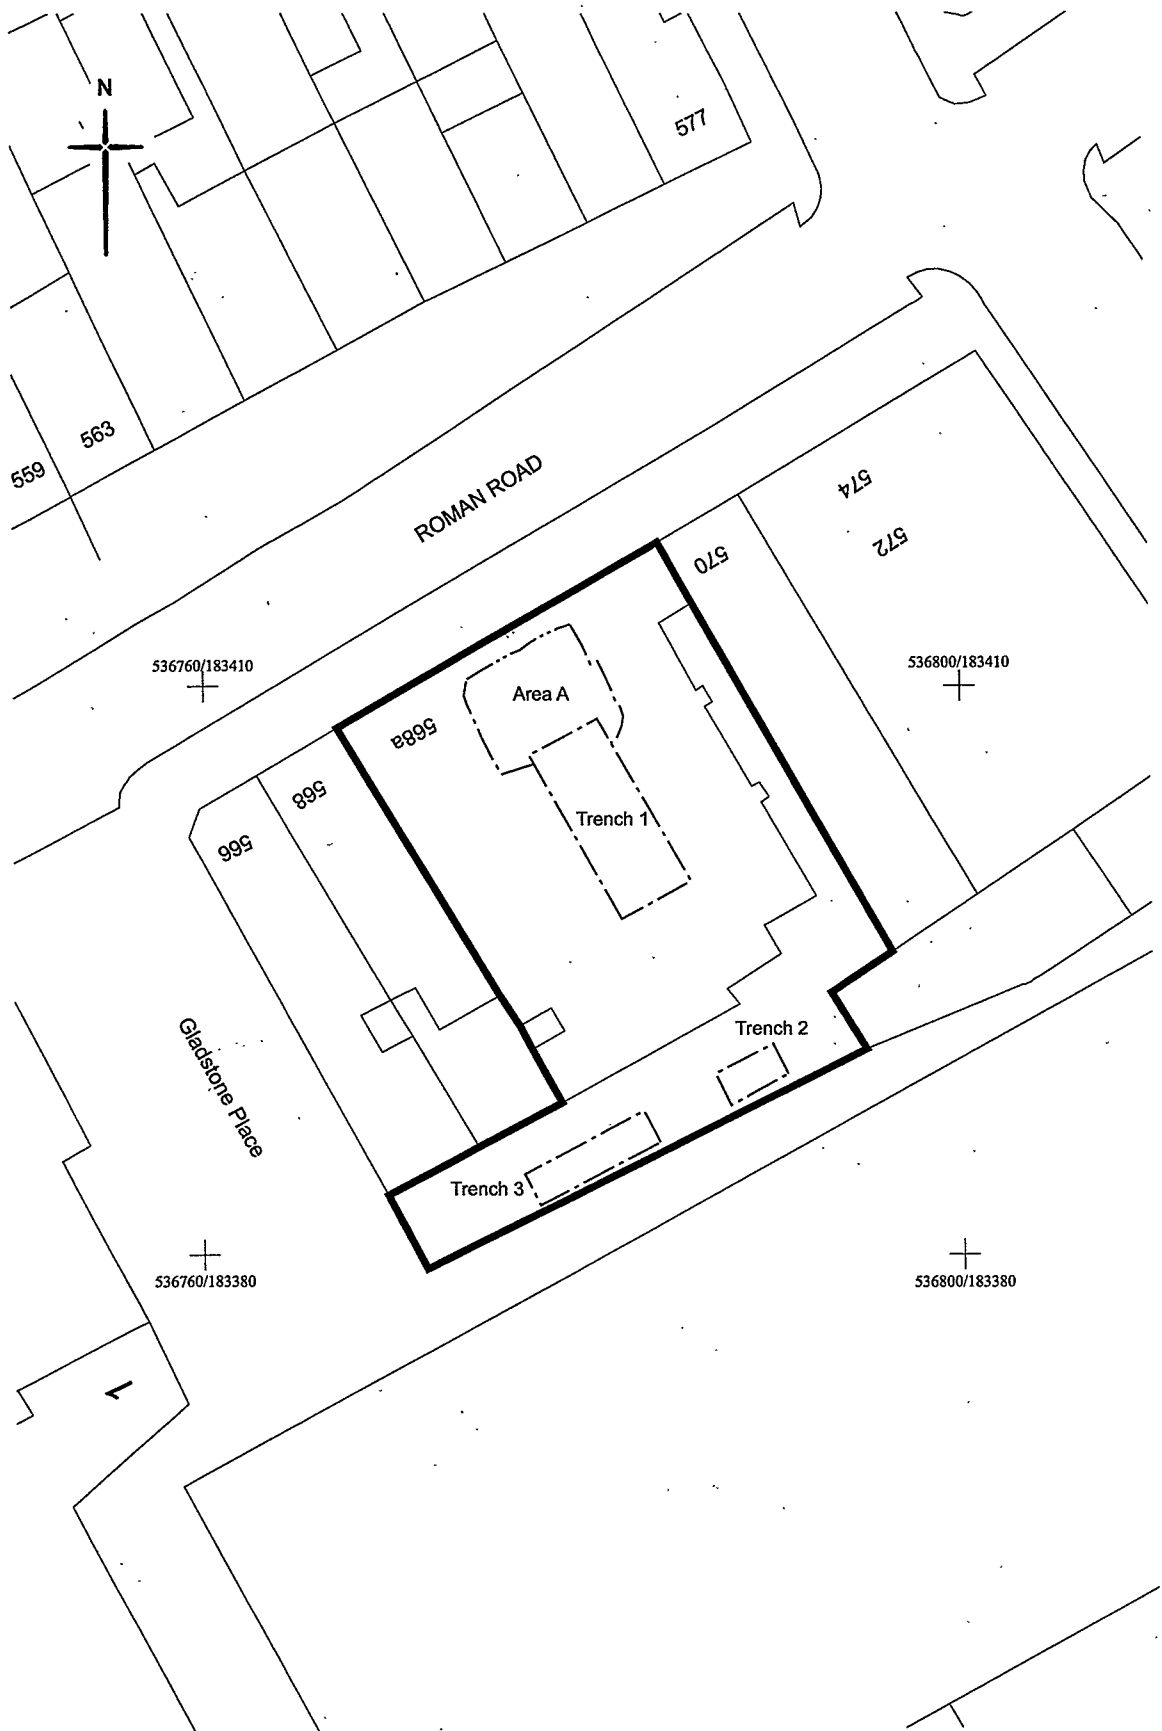 N
577
563
559
ROMAN ROAD
574
572
570
536760/183410
536800/183410
Area A
568a
568
566
Trench 1
Gladstone Place
Trench 2
Trench 3
536760/183380
536800/183380
1